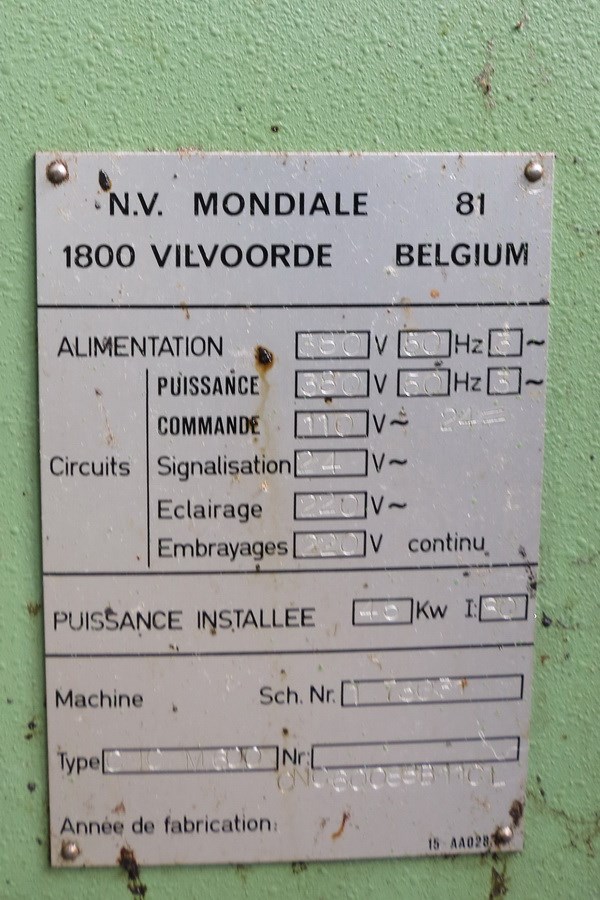 N.V. MONDIALE 81
1800 VILVOORDE BELGIUM
ALIMENTATION 380 V 50 Hz 3 ~
PUISSANCE 380 V 50 Hz 3 ~
COMMANDE 110 V ~ 24 =
Circuits Signalisation 24 V ~
Eclairage 220 V ~
Embrayages 220 V continu
PUISSANCE INSTALLEE 45 Kw I: 80
Machine Sch. Nr.
Type Nr:
Année de fabrication:
15 AA028